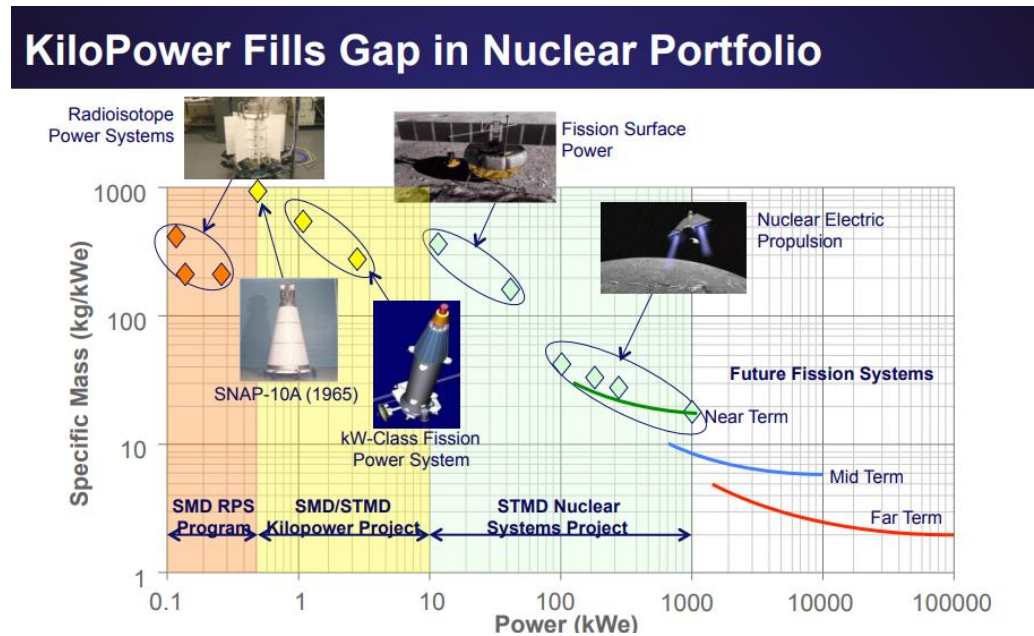 KiloPower Fills Gap in Nuclear Portfolio
Radioisotope
Power Systems
Fission Surface
Power
Nuclear Electric
Propulsion
1000
100
10
1
Specific Mass (kg/kWe)
SNAP-10A (1965)
kW-Class Fission
Power System
Future Fission Systems
Near Term
Mid Term
Far Term
SMD RPS
Program
SMD/STMD
Kilopower Project
STMD Nuclear
Systems Project
0.1
1
10
100
1000
10000
100000
Power (kWe)